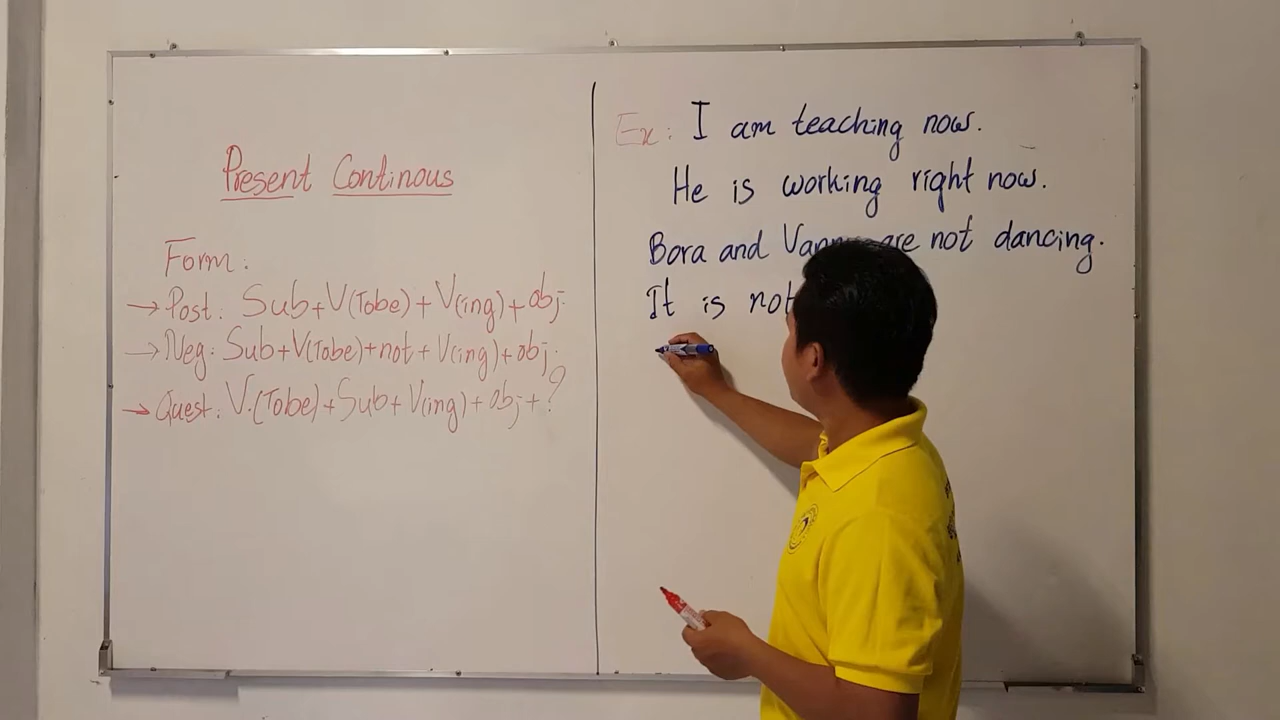 Present Continous
Form:
→ Post: Sub+V(Tobe)+V(ing)+obj.
→ Neg: Sub+V(Tobe)+not+V(ing)+obj.
→ Quest: V.(Tobe)+Sub+V(ing)+obj+?
Ex: I am teaching now.
He is working right now.
Bora and are not dancing.
It is not